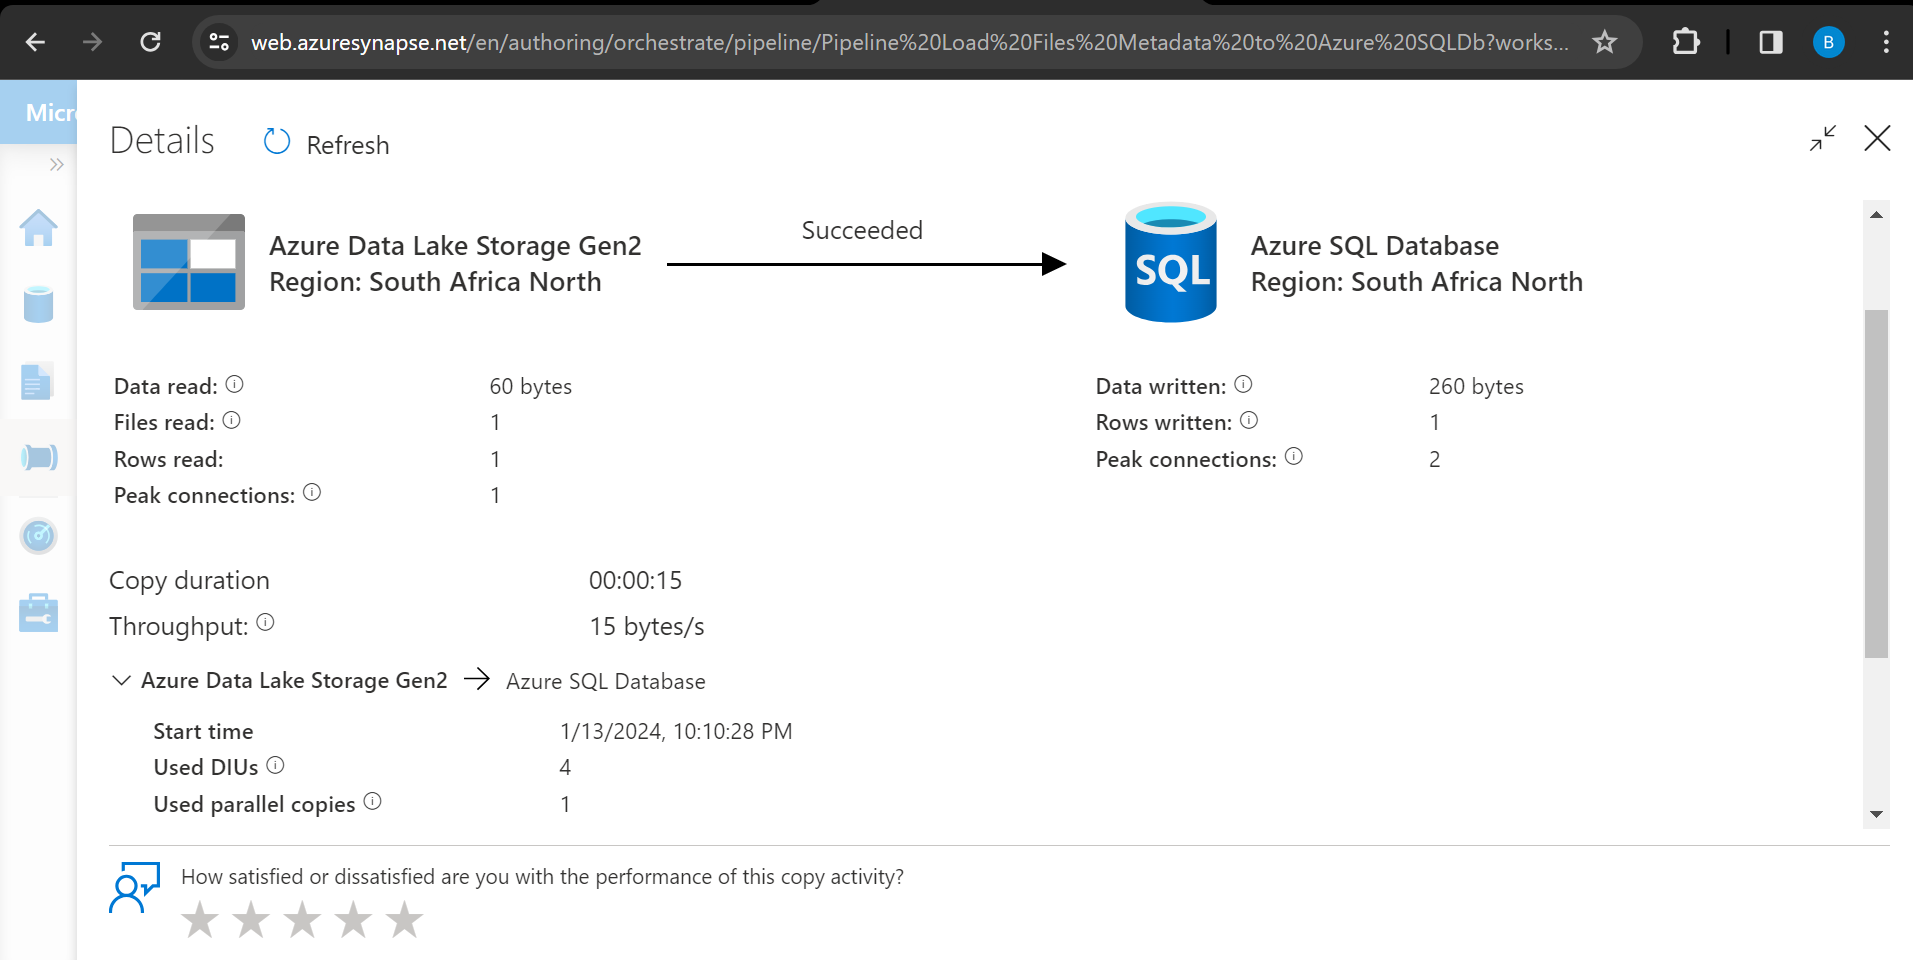 web.azuresynapse.net/en/authoring/orchestrate/pipeline/Pipeline%20Load%20Files%20Metadata%20to%20Azure%20SQLDb?works...
B
Micr
Details
Refresh
Azure Data Lake Storage Gen2
Region: South Africa North
Succeeded
SQL
Azure SQL Database
Region: South Africa North
Data read: 60 bytes
Files read: 1
Rows read: 1
Peak connections: 1
Data written: 260 bytes
Rows written: 1
Peak connections: 2
Copy duration 00:00:15
Throughput: 15 bytes/s
Azure Data Lake Storage Gen2 → Azure SQL Database
Start time 1/13/2024, 10:10:28 PM
Used DIUs 4
Used parallel copies 1
How satisfied or dissatisfied are you with the performance of this copy activity?